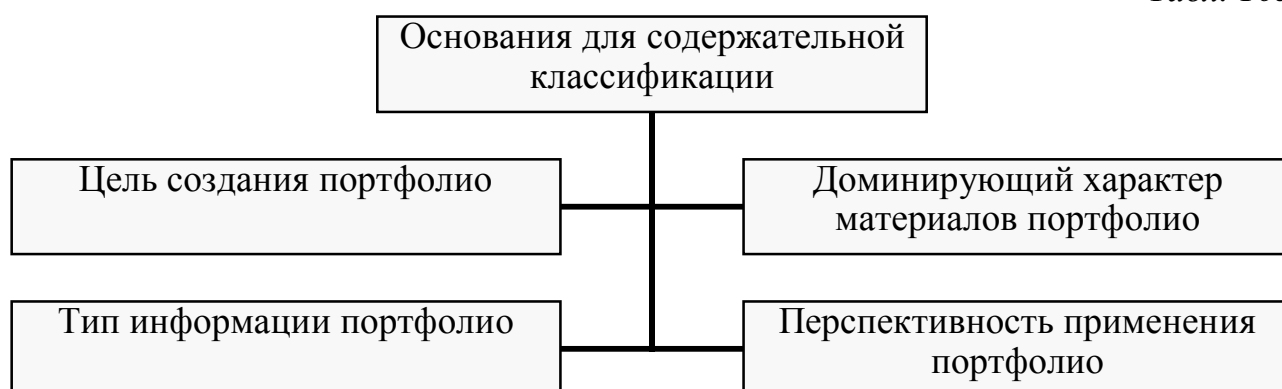 Основания для содержательной
классификации
Цель создания портфолио
Доминирующий характер
материалов портфолио
Тип информации портфолио
Перспективность применения
портфолио